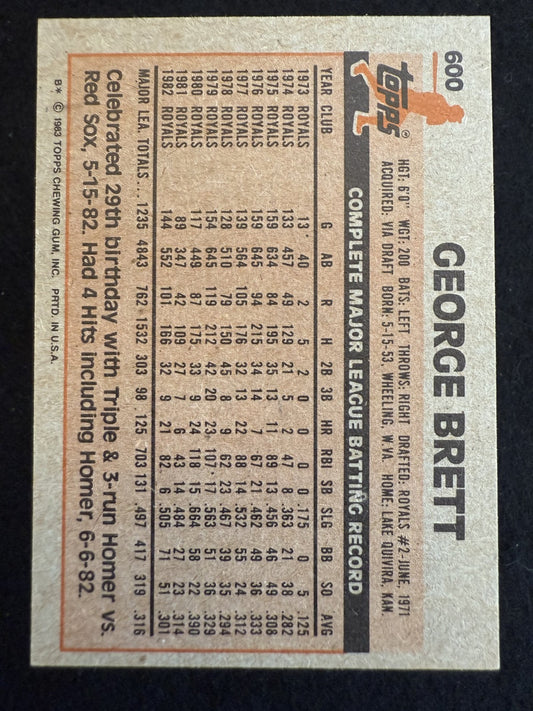 600
topps®
GEORGE BRETT
HGT: 6'0" WGT: 200 BATS: LEFT THROWS: RIGHT DRAFTED: ROYALS #2-JUNE, 1971
ACQUIRED: VIA DRAFT BORN: 5-15-53, WHEELING, W.VA HOME: LAKE QUIVIRA, KAN.
COMPLETE MAJOR LEAGUE BATTING RECORD
YEAR CLUB G AB R H 2B 3B HR RBI SB SLG BB SO AVG
1973 ROYALS 13 40 2 5 2 0 0 0 0 .175 0 5 .125
1974 ROYALS 133 457 49 129 21 5 2 47 8 .363 21 38 .282
1975 ROYALS 159 634 84 195 35 13 11 89 13 .456 46 49 .308
1976 ROYALS 159 645 94 215 34 14 7 67 21 .462 49 36 .333
1977 ROYALS 139 564 105 176 32 13 22 88 14 .532 55 24 .312
1978 ROYALS 128 510 79 150 45 8 9 62 23 .467 39 35 .294
1979 ROYALS 154 645 119 212 42 20 23 107 17 .563 51 36 .329
1980 ROYALS 117 449 87 175 33 9 24 118 15 .664 58 22 .390
1981 ROYALS 89 347 42 109 27 7 6 43 14 .484 27 23 .314
1982 ROYALS 144 552 101 166 32 9 21 82 6 .505 71 51 .301
MAJOR LEA. TOTALS... 1235 4843 762 1532 303 98 125 703 131 .497 417 319 .316
Celebrated 29th birthday with Triple & 3-run Homer vs.
Red Sox, 5-15-82. Had 4 Hits including Homer, 6-6-82.
B* © 1983 TOPPS CHEWING GUM, INC. PRTD. IN U.S.A.